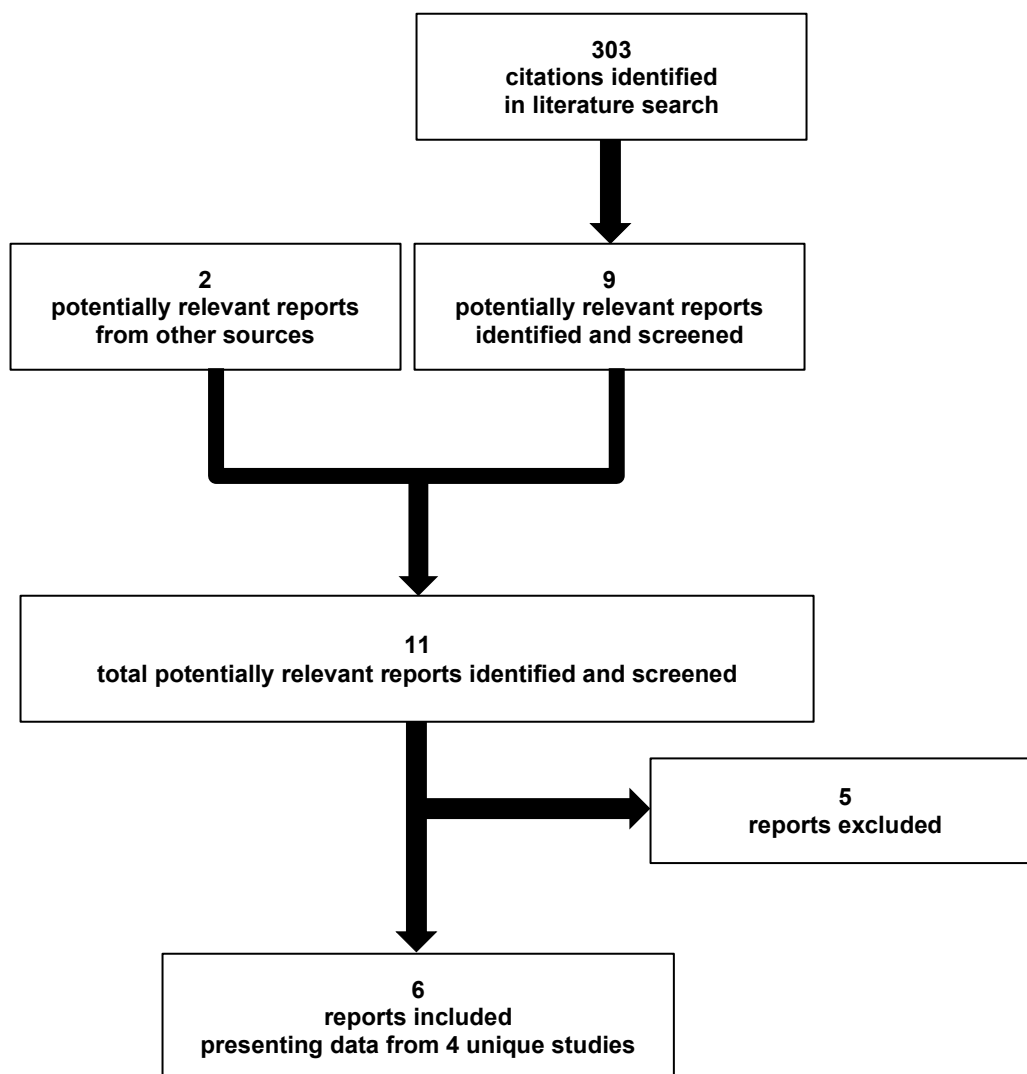 303
citations identified
in literature search
2
potentially relevant reports
from other sources
9
potentially relevant reports
identified and screened
11
total potentially relevant reports identified and screened
5
reports excluded
6
reports included
presenting data from 4 unique studies